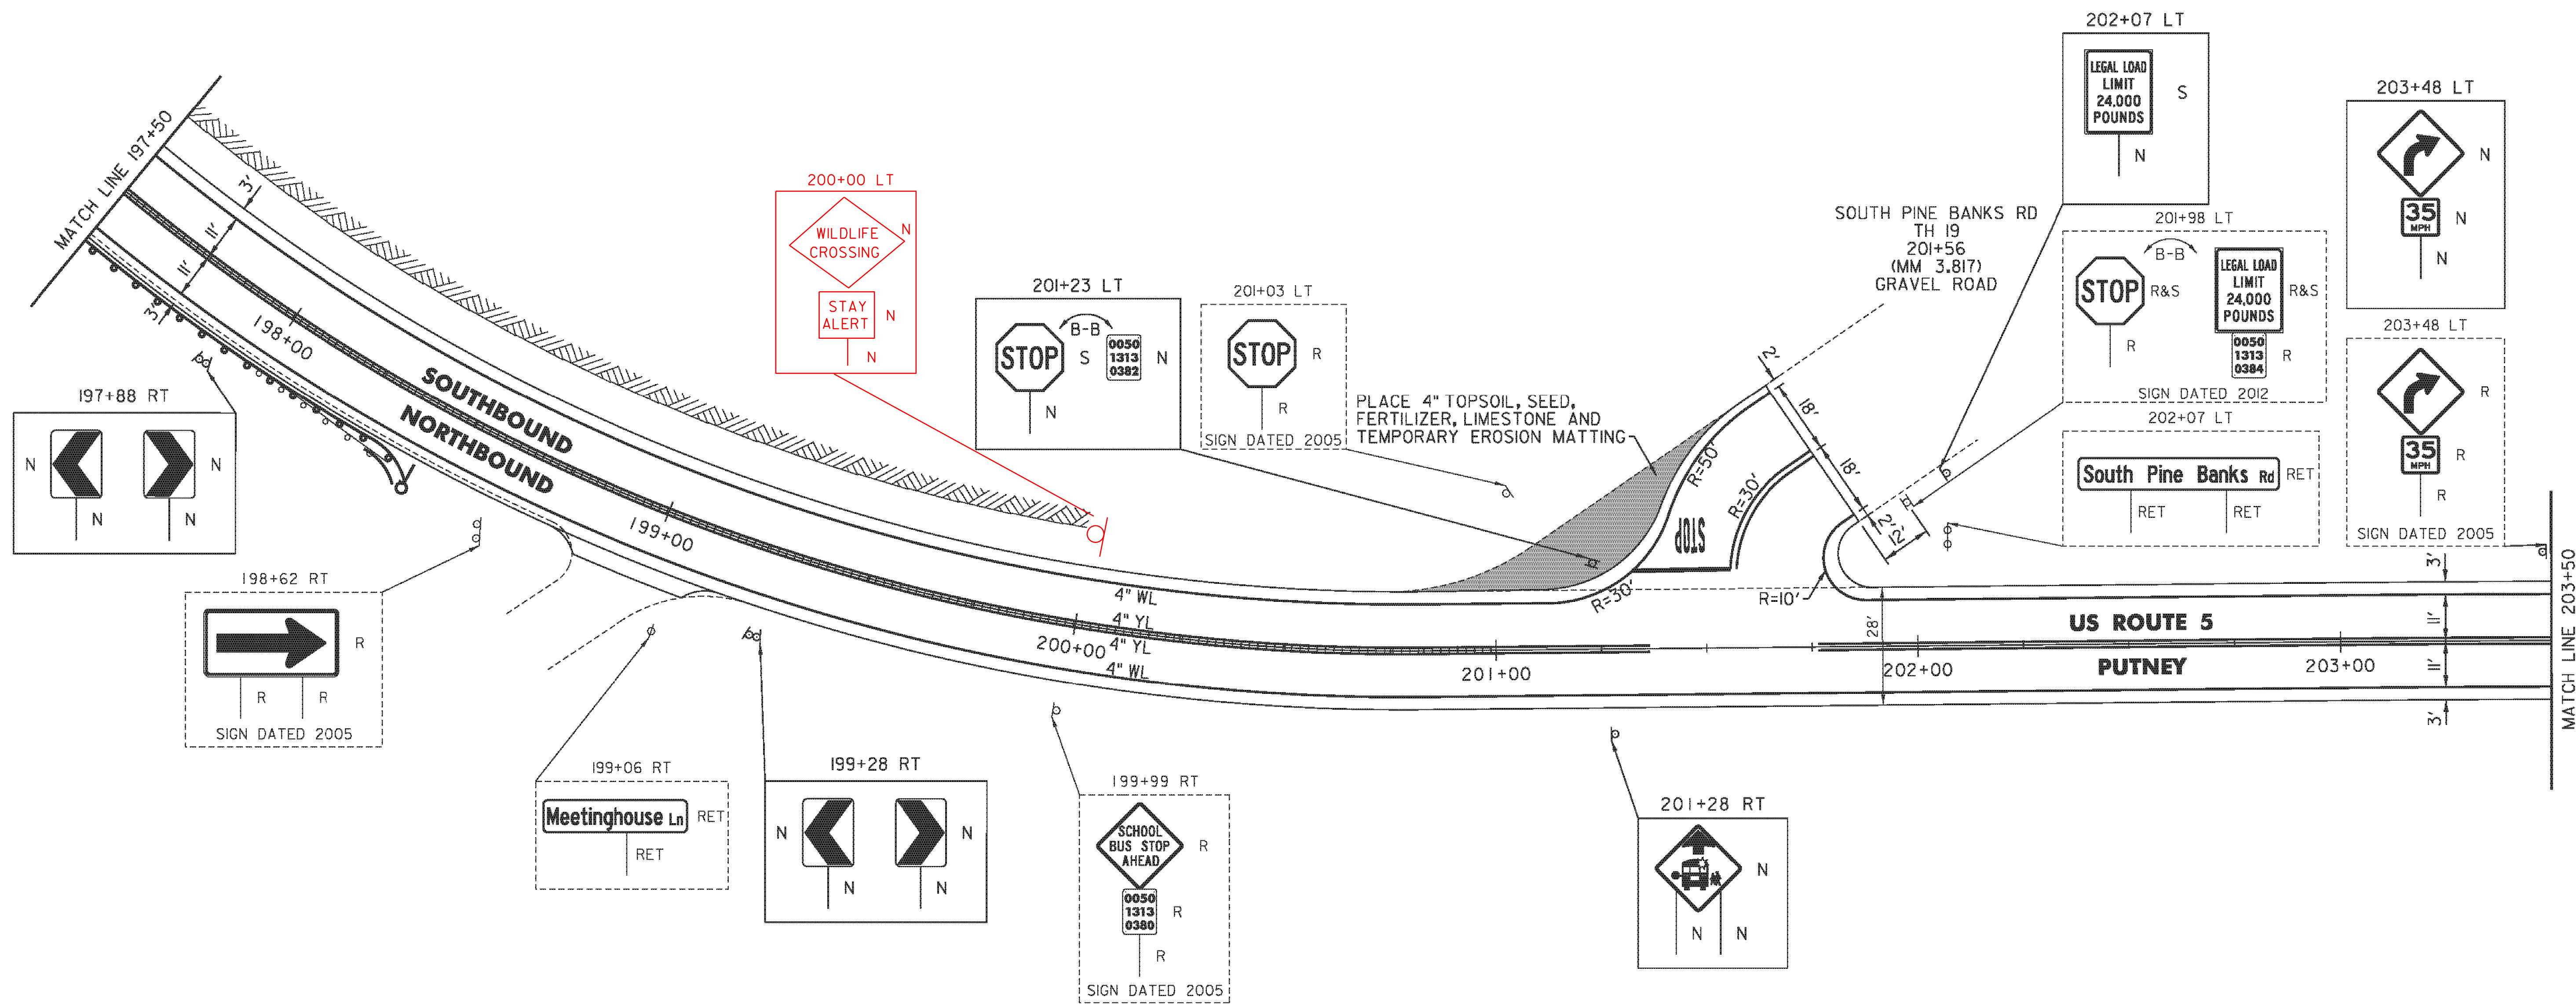 MATCH LINE 197+50
3'
11'
11'
3'
198+00
SOUTHBOUND
NORTHBOUND
199+00
197+88 RT
N
N
N
N
198+62 RT
R
R
R
SIGN DATED 2005
199+06 RT
Meetinghouse Ln
RET
RET
199+28 RT
N
N
N
N
200+00 LT
WILDLIFE
CROSSING
N
STAY
ALERT
N
N
201+23 LT
STOP
B-B
S
0050
1313
0382
N
N
201+03 LT
STOP
R
R
SIGN DATED 2005
PLACE 4" TOPSOIL, SEED,
FERTILIZER, LIMESTONE AND
TEMPORARY EROSION MATTING
4" WL
4" YL
200+00
4" YL
4" WL
199+99 RT
SCHOOL
BUS STOP
AHEAD
R
0050
1313
0380
R
R
SIGN DATED 2005
201+00
201+28 RT
N
N
N
R=30'
R=50'
R=30'
STOP
R=10'
2'
18'
18'
2'
12'
28'
SOUTH PINE BANKS RD
TH 19
201+56
(MM 3.817)
GRAVEL ROAD
202+07 LT
LEGAL LOAD
LIMIT
24,000
POUNDS
S
N
201+98 LT
STOP
B-B
R&S
R
LEGAL LOAD
LIMIT
24,000
POUNDS
R&S
0050
1313
0384
R
SIGN DATED 2012
202+07 LT
South Pine Banks Rd
RET
RET
RET
203+48 LT
N
35
MPH
N
N
203+48 LT
R
35
MPH
R
R
SIGN DATED 2005
US ROUTE 5
PUTNEY
202+00
203+00
3'
11'
11'
3'
MATCH LINE 203+50